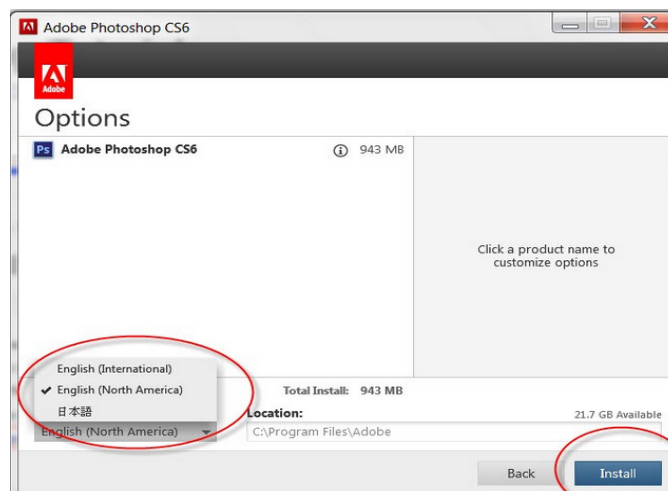 Adobe Photoshop CS6
Adobe
Options
Ps Adobe Photoshop CS6 943 MB
Click a product name to
customize options
English (International)
English (North America)
日本語
Total Install: 943 MB
Location: 21.7 GB Available
English (North America) C:\Program Files\Adobe
Back Install